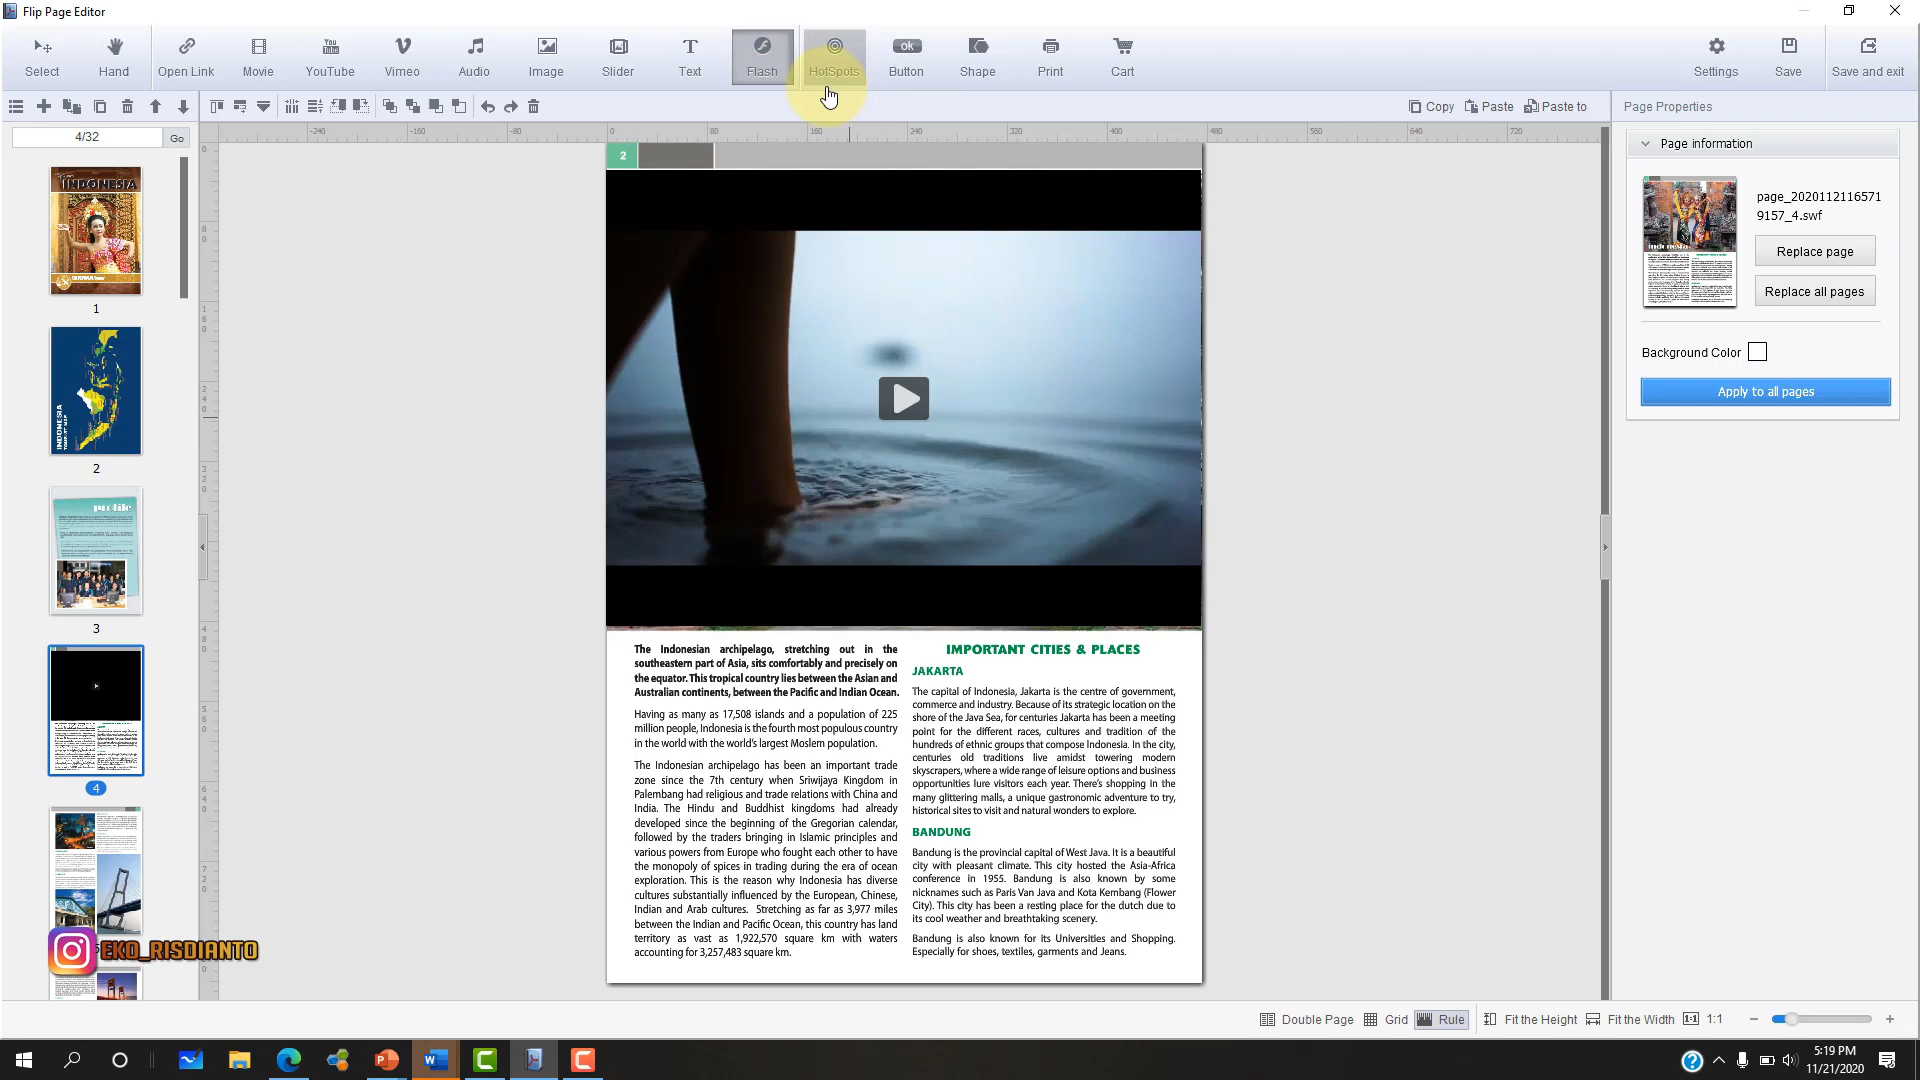 Flip Page Editor
Select
Hand
Open Link
Movie
YouTube
Vimeo
Audio
Image
Slider
Text
Flash
HotSpots
Button
Shape
Print
Cart
Settings
Save
Save and exit
Copy
Paste
Paste to
Page Properties
4/32
Go
1
2
3
4
INDONESIA
profile
2
The Indonesian archipelago, stretching out in the
southeastern part of Asia, sits comfortably and precisely on
the equator. This tropical country lies between the Asian and
Australian continents, between the Pacific and Indian Ocean.
Having as many as 17,508 islands and a population of 225
million people, Indonesia is the fourth most populous country
in the world with the world's largest Moslem population.
The Indonesian archipelago has been an important trade
zone since the 7th century when Sriwijaya Kingdom in
Palembang had religious and trade relations with China and
India. The Hindu and Buddhist kingdoms had already
developed since the beginning of the Gregorian calendar,
followed by the traders bringing in Islamic principles and
various powers from Europe who fought each other to have
the monopoly of spices in trading during the era of ocean
exploration. This is the reason why Indonesia has diverse
cultures substantially influenced by the European, Chinese,
Indian and Arab cultures. Stretching as far as 3,977 miles
between the Indian and Pacific Ocean, this country has land
territory as vast as 1,922,570 square km with waters
accounting for 3,257,483 square km.
IMPORTANT CITIES & PLACES
JAKARTA
The capital of Indonesia, Jakarta is the centre of government,
commerce and industry. Because of its strategic location on the
shore of the Java Sea, for centuries Jakarta has been a meeting
point for the different races, cultures and tradition of the
hundreds of ethnic groups that compose Indonesia. In the city,
centuries old traditions live amidst towering modern
skyscrapers, where a wide range of leisure options and business
opportunities lure visitors each year. There's shopping in the
many glittering malls, a unique gastronomic adventure to try,
historical sites to visit and natural wonders to explore.
BANDUNG
Bandung is the provincial capital of West Java. It is a beautiful
city with pleasant climate. This city hosted the Asia-Africa
conference in 1955. Bandung is also known by some
nicknames such as Paris Van Java and Kota Kembang (Flower
City). This city has been a resting place for the dutch due to
its cool weather and breathtaking scenery.
Bandung is also known for its Universities and Shopping.
Especially for shoes, textiles, garments and Jeans.
Page information
page_2020112116571
9157_4.swf
Replace page
Replace all pages
Background Color
Apply to all pages
EKO_RISDIANTO
Double Page
Grid
Rule
Fit the Height
Fit the Width
1:1
5:19 PM
11/21/2020